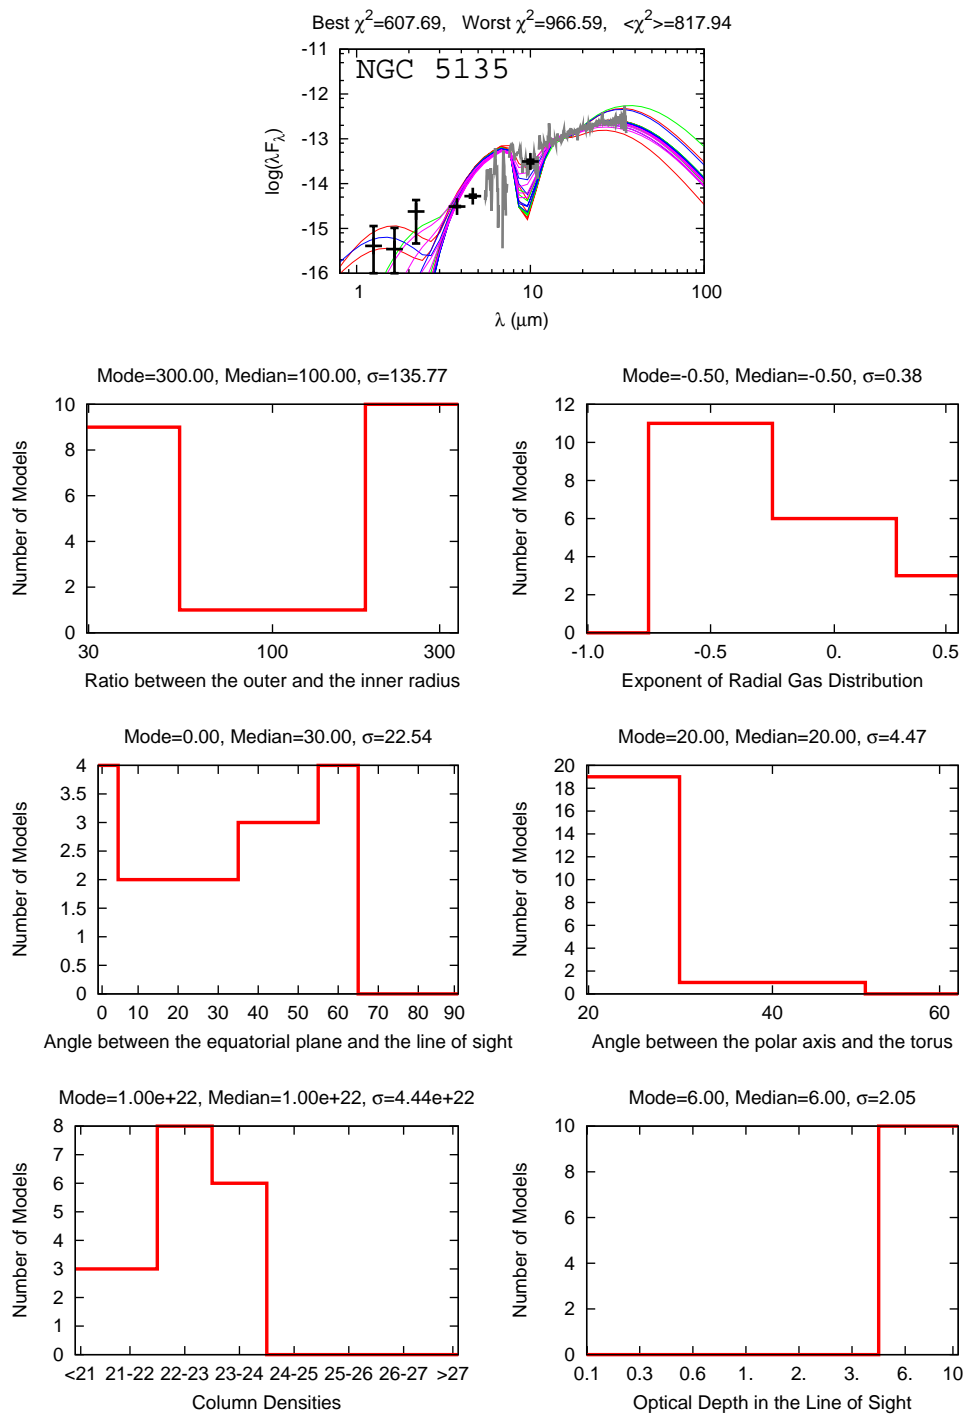 Best χ²=607.69, Worst χ²=966.59, <χ²>=817.94
-11
-12
-13
-14
-15
-16
log(λFλ)
NGC 5135
1 10 100
λ (μm)
Mode=300.00, Median=100.00, σ=135.77
10
8
6
4
2
0
Number of Models
30 100 300
Ratio between the outer and the inner radius
Mode=-0.50, Median=-0.50, σ=0.38
12
10
8
6
4
2
0
Number of Models
-1.0 -0.5 0. 0.5
Exponent of Radial Gas Distribution
Mode=0.00, Median=30.00, σ=22.54
4
3.5
3
2.5
2
1.5
1
0.5
0
Number of Models
0 10 20 30 40 50 60 70 80 90
Angle between the equatorial plane and the line of sight
Mode=20.00, Median=20.00, σ=4.47
20
18
16
14
12
10
8
6
4
2
0
Number of Models
20 40 60
Angle between the polar axis and the torus
Mode=1.00e+22, Median=1.00e+22, σ=4.44e+22
8
7
6
5
4
3
2
1
0
Number of Models
<21 21-22 22-23 23-24 24-25 25-26 26-27 >27
Column Densities
Mode=6.00, Median=6.00, σ=2.05
10
8
6
4
2
0
Number of Models
0.1 0.3 0.6 1. 2. 3. 6. 10
Optical Depth in the Line of Sight